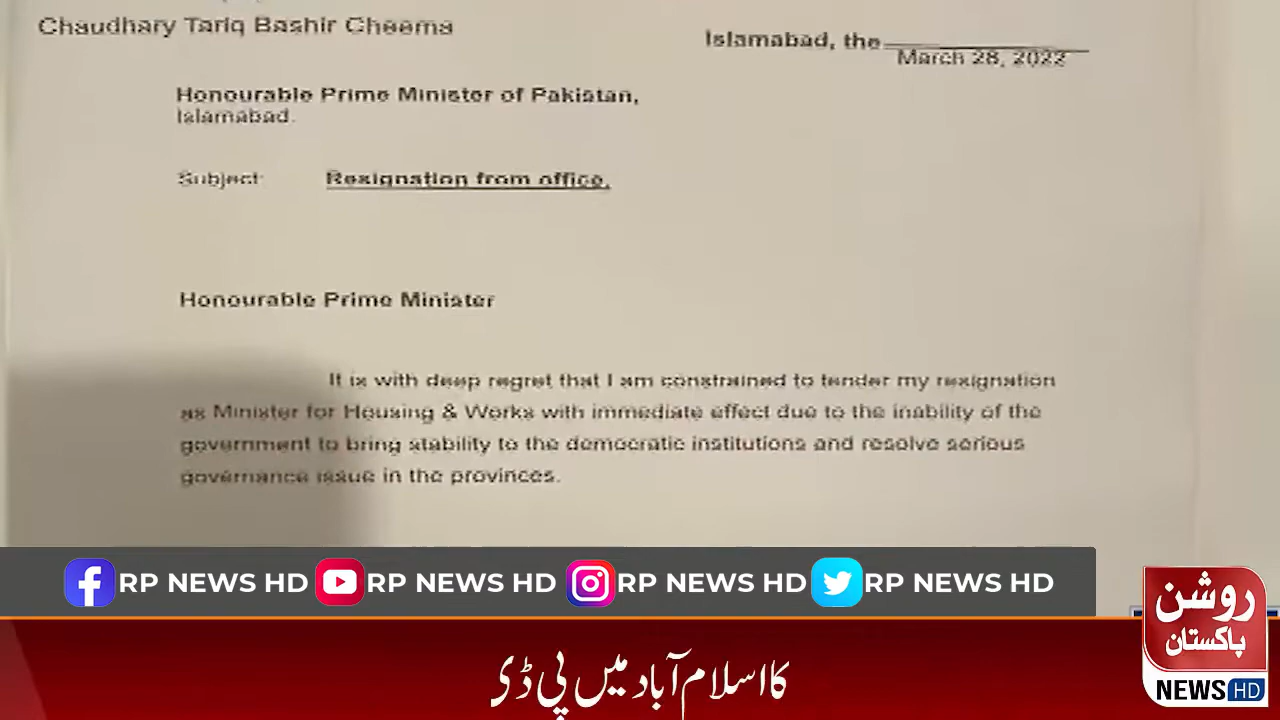 Chaudhary Tariq Bashir Cheema
Islamabad, the
March 28, 2022
Honourable Prime Minister of Pakistan,
Islamabad.
Subject: Resignation from office.
Honourable Prime Minister
It is with deep regret that I am constrained to tender my resignation
as Minister for Housing & Works with immediate effect due to the inability of the
government to bring stability to the democratic institutions and resolve serious
governance issue in the provinces.
RP NEWS HD RP NEWS HD RP NEWS HD RP NEWS HD
روشن
پاکستان
NEWS HD
کا اسلام آباد میں پی ڈی